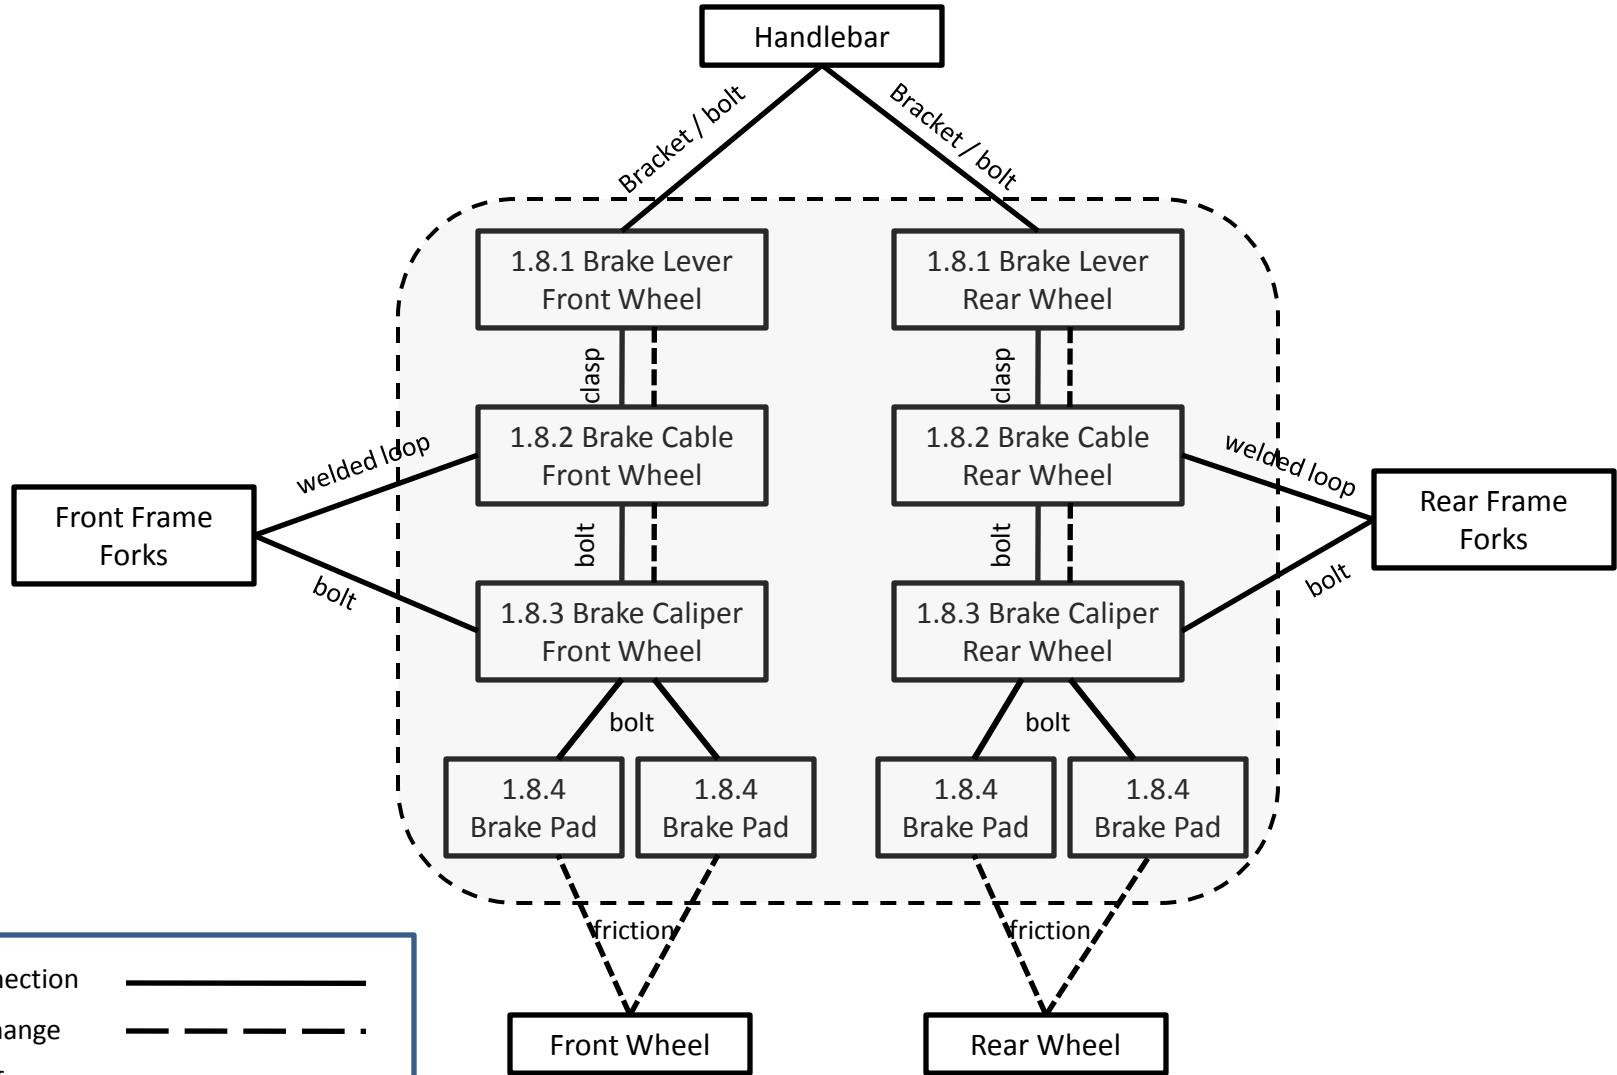 Handlebar
Bracket / bolt
Bracket / bolt
1.8.1 Brake Lever
Front Wheel
1.8.1 Brake Lever
Rear Wheel
clasp
clasp
welded loop
1.8.2 Brake Cable
Front Wheel
1.8.2 Brake Cable
Rear Wheel
welded loop
Front Frame
Forks
Rear Frame
Forks
bolt
bolt
bolt
bolt
1.8.3 Brake Caliper
Front Wheel
1.8.3 Brake Caliper
Rear Wheel
bolt
bolt
1.8.4
Brake Pad
1.8.4
Brake Pad
1.8.4
Brake Pad
1.8.4
Brake Pad
friction
friction
Front Wheel
Rear Wheel